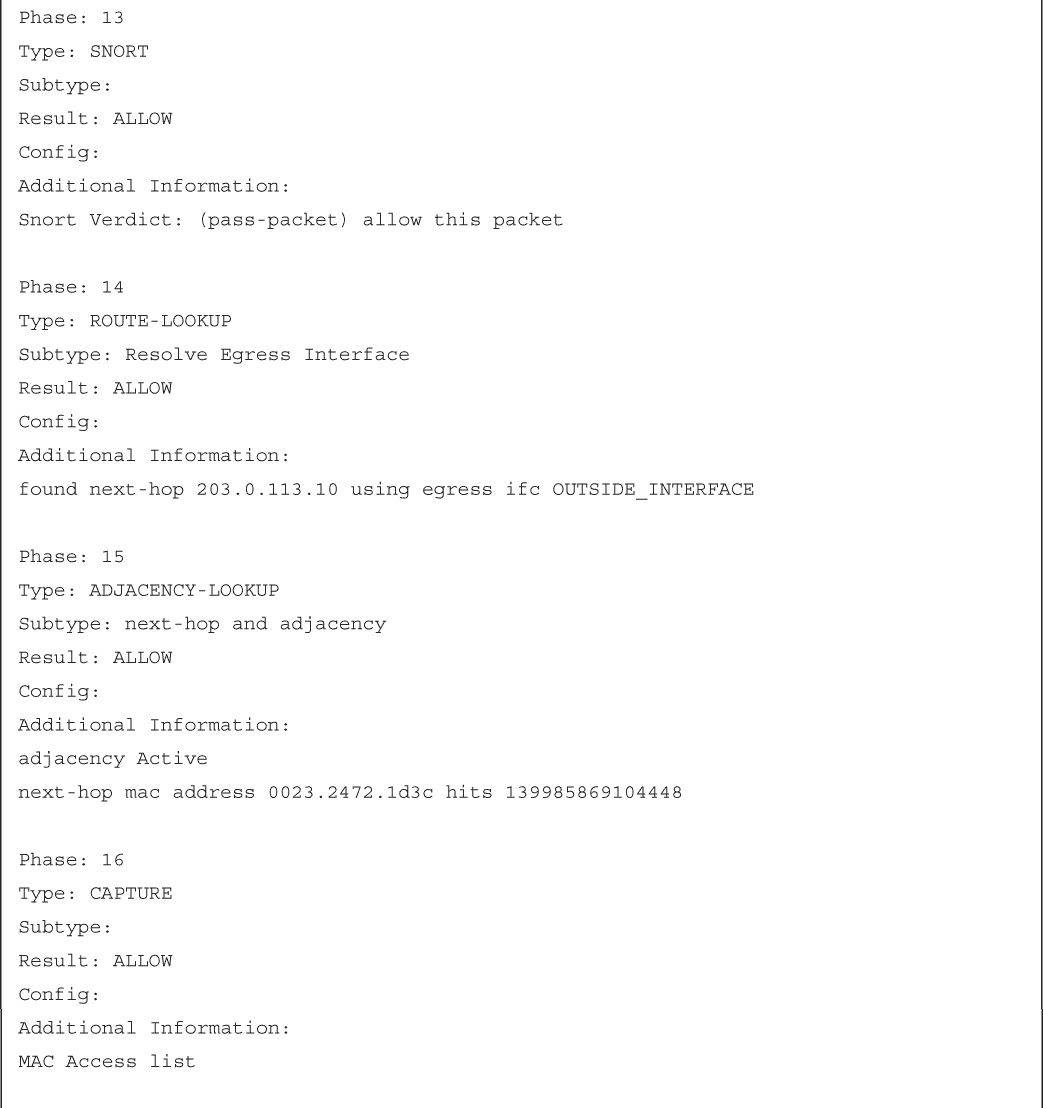 Phase: 13
Type: SNORT
Subtype:
Result: ALLOW
Config:
Additional Information:
Snort Verdict: (pass-packet) allow this packet
Phase: 14
Type: ROUTE-LOOKUP
Subtype: Resolve Egress Interface
Result: ALLOW
Config:
Additional Information:
found next-hop 203.0.113.10 using egress ifc OUTSIDE_INTERFACE
Phase: 15
Type: ADJACENCY-LOOKUP
Subtype: next-hop and adjacency
Result: ALLOW
Config:
Additional Information:
adjacency Active
next-hop mac address 0023.2472.1d3c hits 139985869104448
Phase: 16
Type: CAPTURE
Subtype:
Result: ALLOW
Config:
Additional Information:
MAC Access list